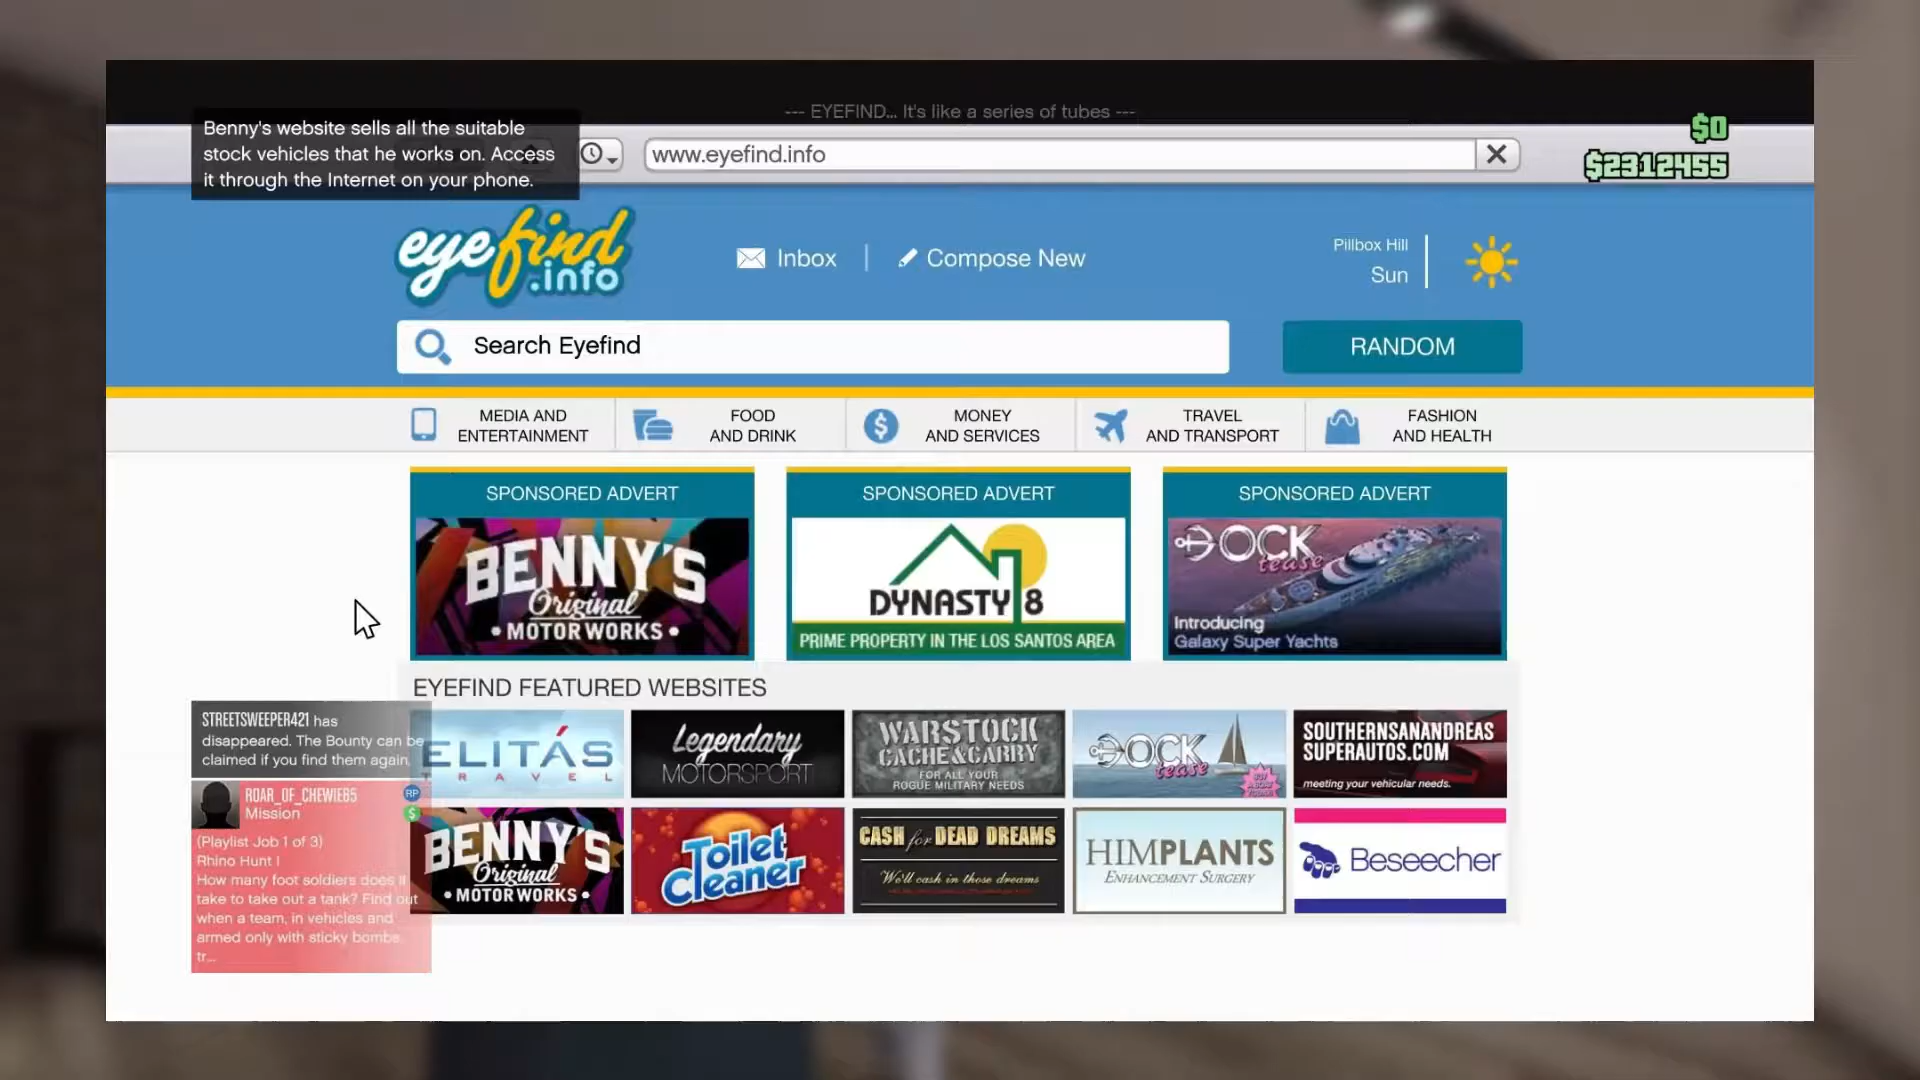 --- EYEFIND... It's like a series of tubes ---
Benny's website sells all the suitable
stock vehicles that he works on. Access
it through the Internet on your phone.
www.eyefind.info
$0
$2312455
eyefind
.info
Inbox
Compose New
Pillbox Hill
Sun
Search Eyefind
RANDOM
MEDIA AND
ENTERTAINMENT
FOOD
AND DRINK
MONEY
AND SERVICES
TRAVEL
AND TRANSPORT
FASHION
AND HEALTH
SPONSORED ADVERT
BENNY'S
Original
• MOTORWORKS •
SPONSORED ADVERT
DYNASTY 8
PRIME PROPERTY IN THE LOS SANTOS AREA
SPONSORED ADVERT
DOCK
tease
Introducing
Galaxy Super Yachts
EYEFIND FEATURED WEBSITES
ELITÁS
TRAVEL
Legendary
MOTORSPORT
WARSTOCK
CACHE & CARRY
FOR ALL YOUR
ROGUE MILITARY NEEDS
DOCK
tease
SOUTHERNSANANDREAS
SUPERAUTOS.COM
meeting your vehicular needs.
BENNY'S
Original
• MOTORWORKS •
Toilet
Cleaner
CASH for DEAD DREAMS
We'll cash in those dreams
HIMPLANTS
ENHANCEMENT SURGERY
Beseecher
STREETSWEEPER421 has
disappeared. The Bounty can be
claimed if you find them again.
ROAR_OF_CHEWIE65
Mission
RP
$
(Playlist Job 1 of 3)
Rhino Hunt I
How many foot soldiers does it
take to take out a tank? Find out
when a team, in vehicles and
armed only with sticky bombs,
tr...